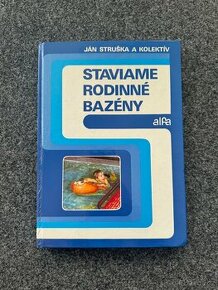 JÁN STRUŠKA A KOLEKTÍV
STAVIAME
RODINNÉ
BAZÉNY
alfa